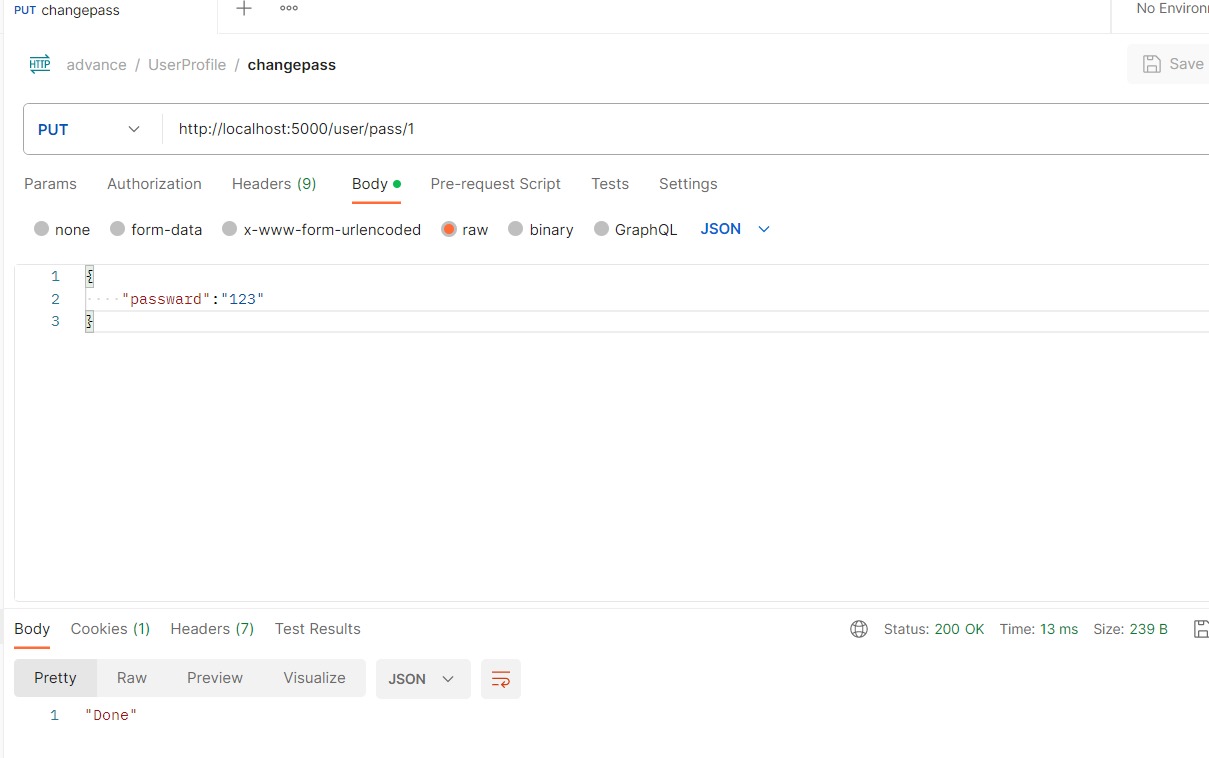 PUT changepass
No Environ
HTTP advance / UserProfile / changepass
Save
PUT http://localhost:5000/user/pass/1
Params Authorization Headers (9) Body Pre-request Script Tests Settings
none form-data x-www-form-urlencoded raw binary GraphQL JSON
1 {
2 "passward":"123"
3 }
Body Cookies (1) Headers (7) Test Results Status: 200 OK Time: 13 ms Size: 239 B
Pretty Raw Preview Visualize JSON
1 "Done"